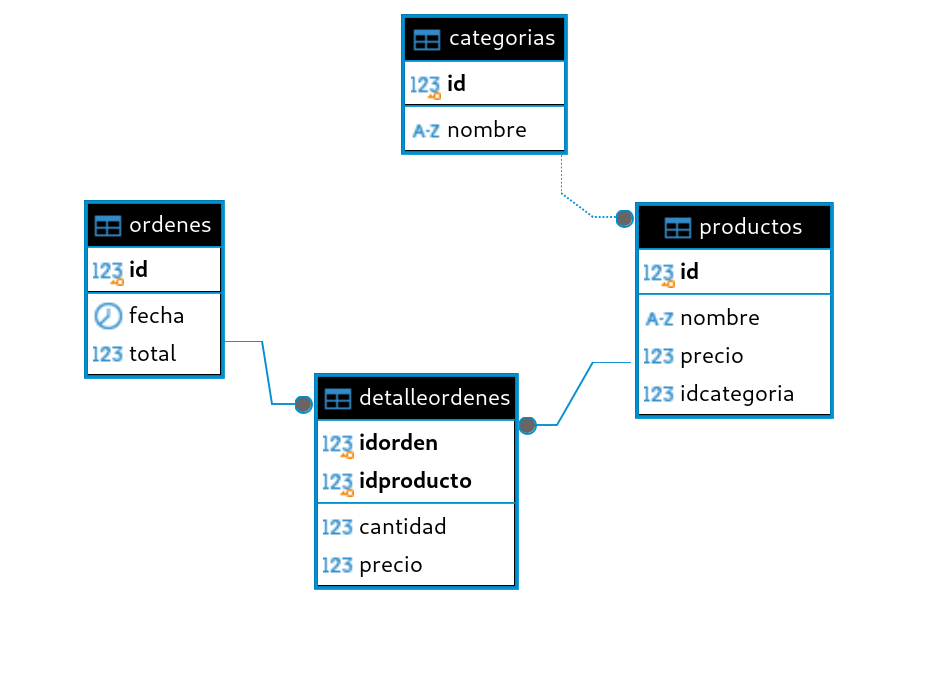 categorias
123 id
A-Z nombre
ordenes
123 id
fecha
123 total
productos
123 id
A-Z nombre
123 precio
123 idcategoria
detalleordenes
123 idorden
123 idproducto
123 cantidad
123 precio